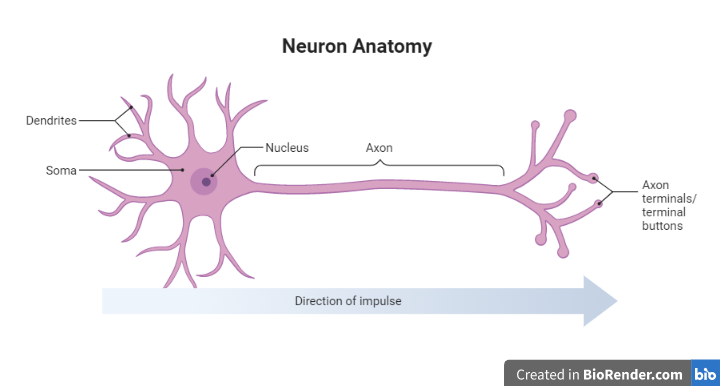 Neuron Anatomy
Dendrites
Soma
Nucleus
Axon
Axon
terminals/
terminal
buttons
Direction of impulse
Created in BioRender.com
bio